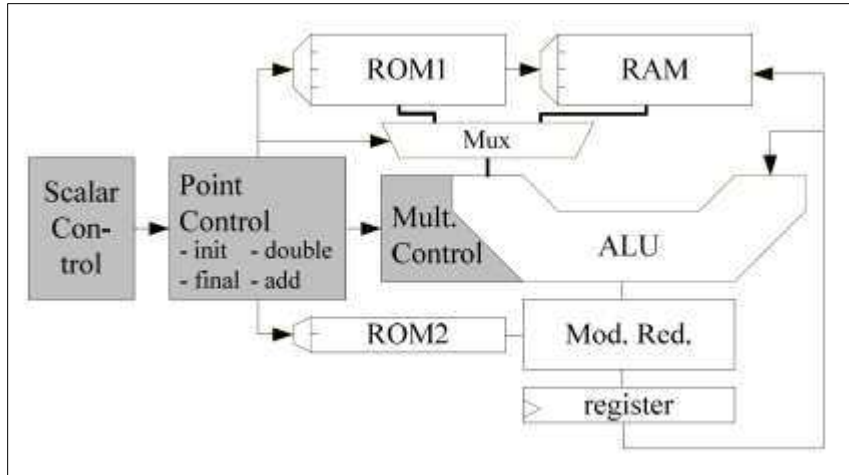 ROM1
RAM
Mux
Scalar
Con-
trol
Point
Control
- init - double
- final - add
Mult.
Control
ALU
ROM2
Mod. Red.
register